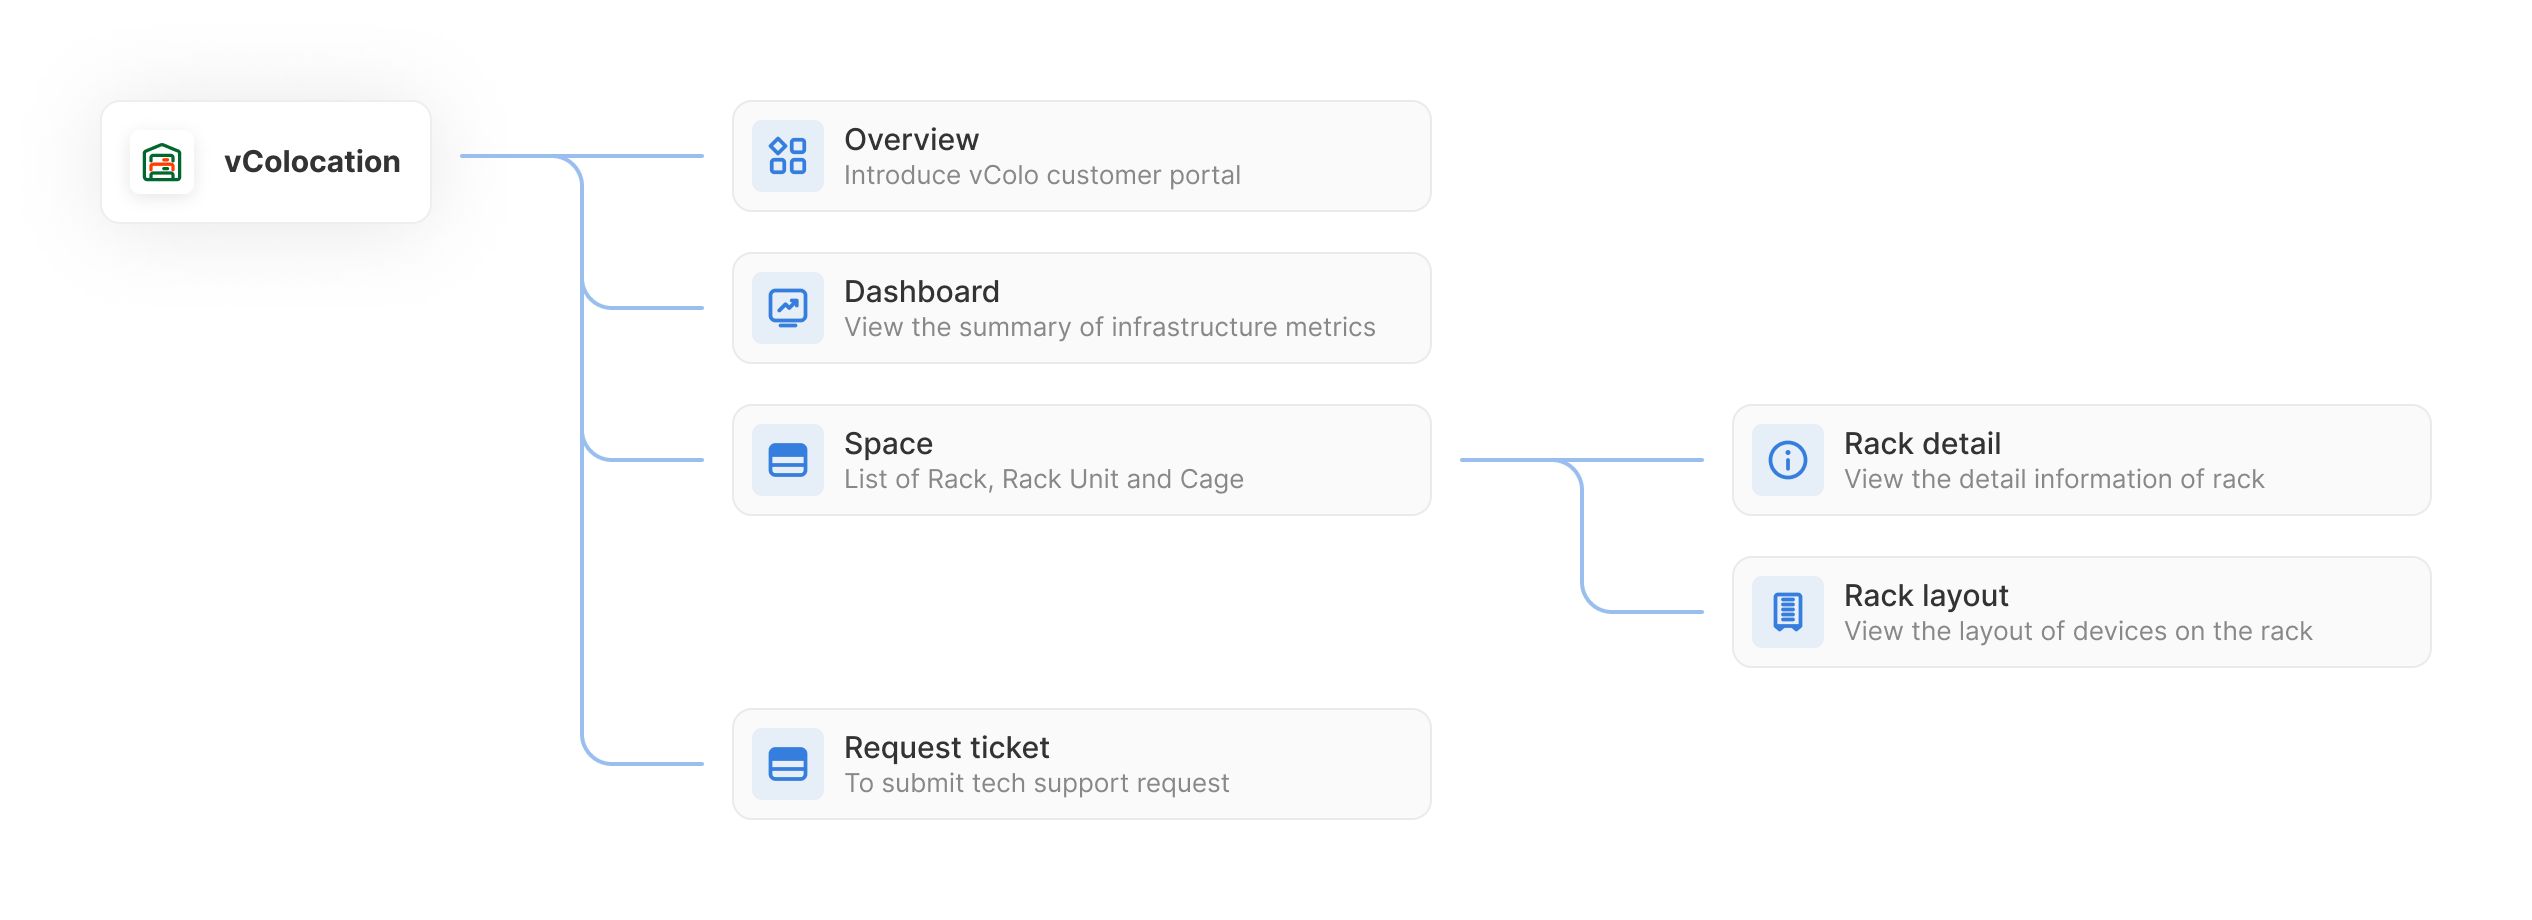 vColocation
Overview
Introduce vColo customer portal
Dashboard
View the summary of infrastructure metrics
Space
List of Rack, Rack Unit and Cage
Rack detail
View the detail information of rack
Rack layout
View the layout of devices on the rack
Request ticket
To submit tech support request